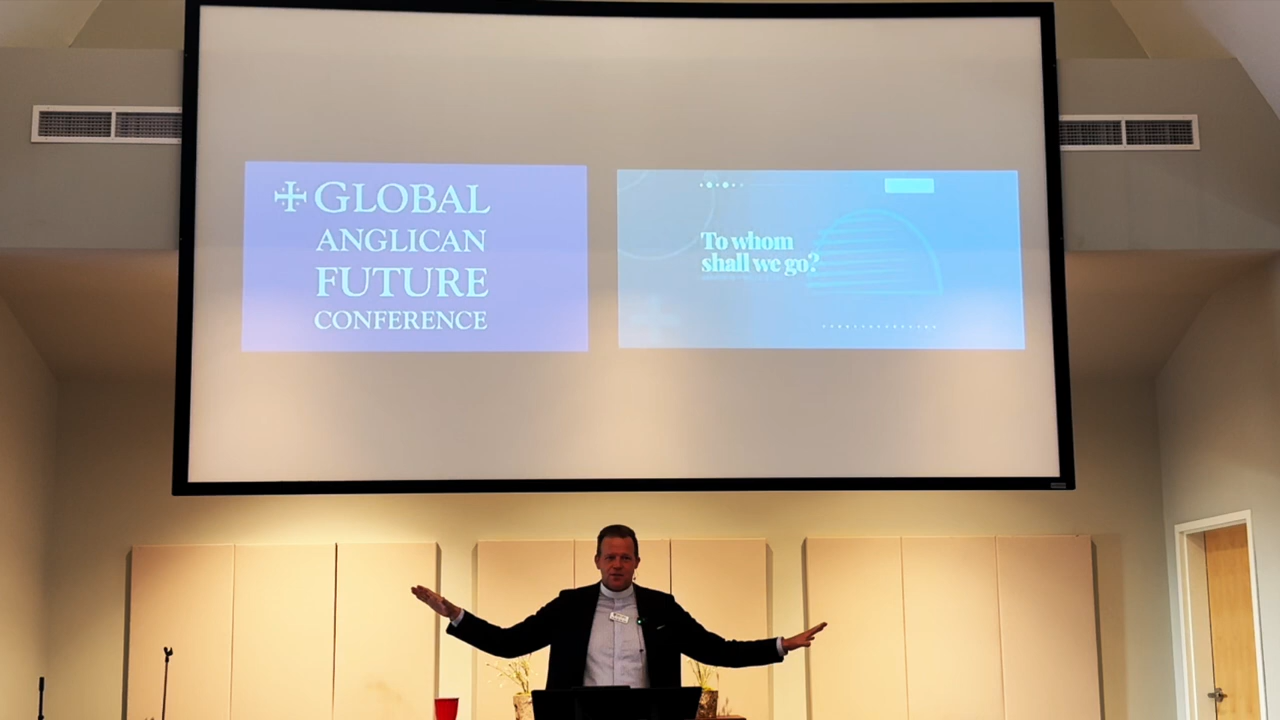 GLOBAL
ANGLICAN
FUTURE
CONFERENCE
To whom
shall we go?